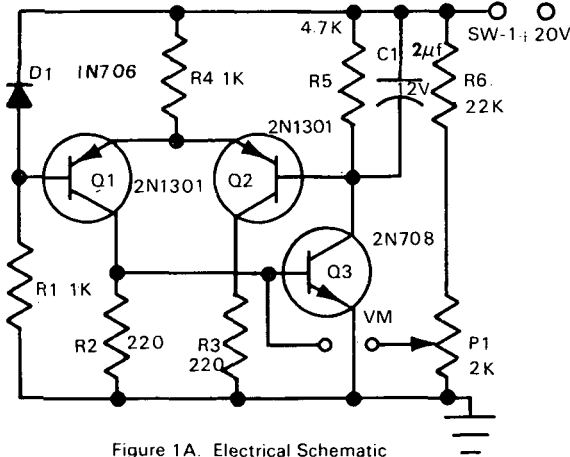 4.7K
SW-1
+ 20V
D1
1N706
R4 1K
R5
C1
2μf
12V
R6
22K
2N1301
Q1
2N1301
Q2
2N708
Q3
R1 1K
R2
220
R3
220
VM
P1
2K
Figure 1A. Electrical Schematic